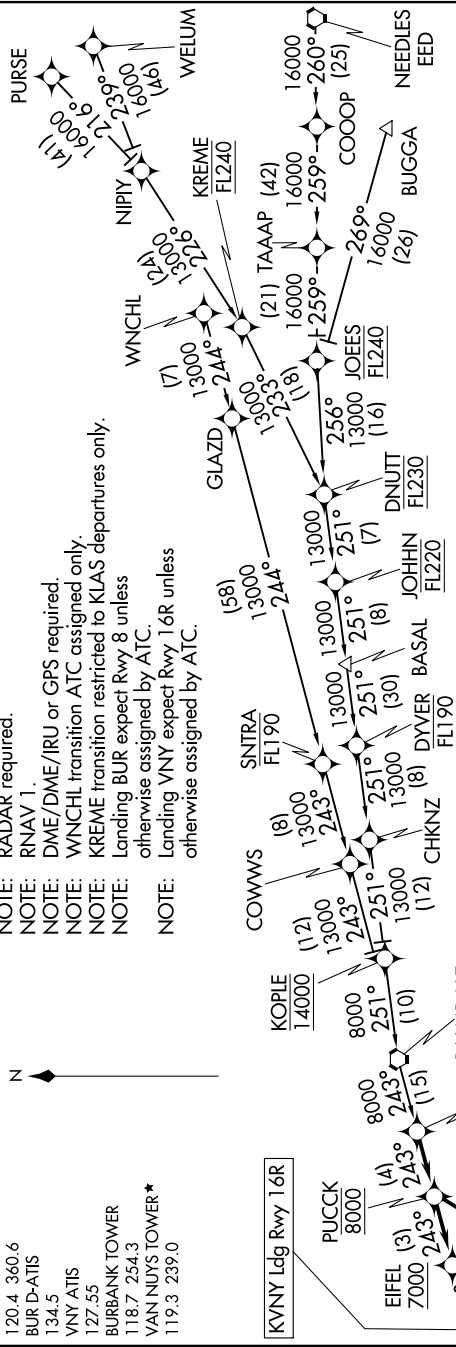 120.4 360.6
BUR D-ATIS
134.5
VNY ATIS
127.55
BURBANK TOWER
118.7 254.3
VAN NUYS TOWER★
119.3 239.0
N
NOTE: RADAR required.
NOTE: RNAV 1.
NOTE: DME/DME/IRU or GPS required.
NOTE: WNCHL transition ATC assigned only.
NOTE: KREME transition restricted to KLAS departures only.
NOTE: Landing BUR expect Rwy 8 unless
otherwise assigned by ATC.
NOTE: Landing VNY expect Rwy 16R unless
otherwise assigned by ATC.
PURSE
16000
216°
(41)
WELUM
239°
16000
(46)
NIPIY
(24)
13000
226°
KREME
FL240
13000
233°
(18)
WNCHL
(7)
13000
244°
GLAZD
(58)
13000
244°
SNTRA
FL190
(8)
13000
243°
COWWS
(12)
13000
243°
NEEDLES
EED
16000
260°
(25)
COOOP
(42)
16000
259°
TAAAP
(21)
16000
259°
BUGGA
269°
16000
(26)
JOEES
FL240
256°
13000
(16)
DNUTT
FL230
13000
251°
(7)
JOHHN
FL220
13000
251°
(8)
BASAL
13000
251°
(30)
DYVER
FL190
251°
13000
(8)
CHKNZ
251°
13000
(12)
KOPLE
14000
8000
251°
(10)
8000
243°
(15)
(4)
243°
PUCCK
8000
(3)
243°
EIFEL
7000
KVNY Ldg Rwy 16R